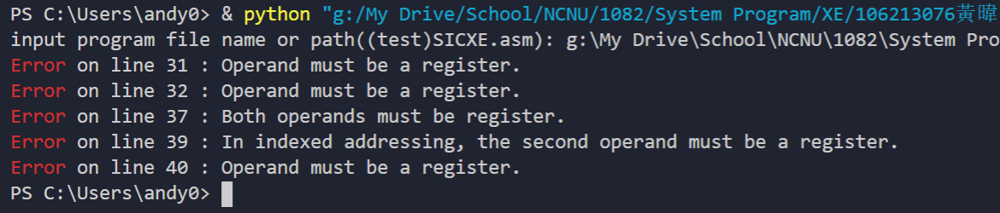 PS C:\Users\andy0> & python "g:/My Drive/School/NCNU/1082/System Program/XE/106213076黃暐
input program file name or path((test)SICXE.asm): g:\My Drive\School\NCNU\1082\System Pro
Error on line 31 : Operand must be a register.
Error on line 32 : Operand must be a register.
Error on line 37 : Both operands must be register.
Error on line 39 : In indexed addressing, the second operand must be a register.
Error on line 40 : Operand must be a register.
PS C:\Users\andy0>